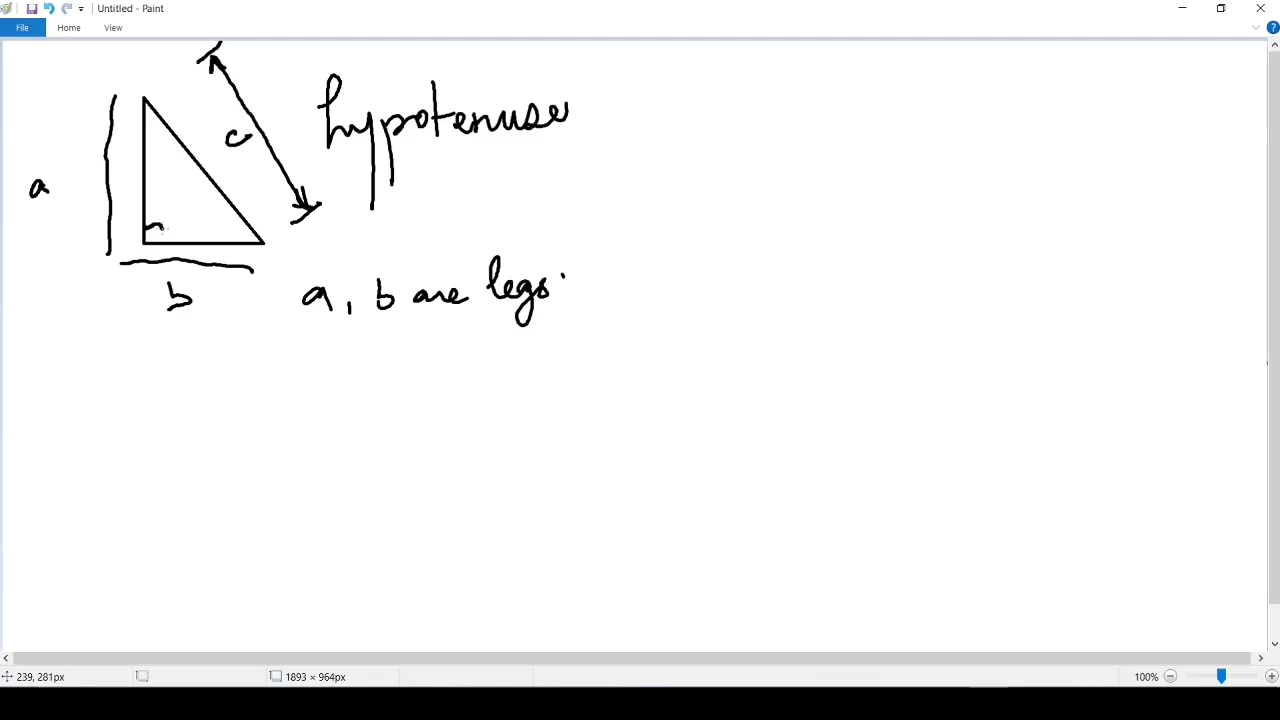 Untitled - Paint
File Home View
c
hypotenuse
a
b
a, b are legs.
239, 281px
1893 × 964px
100%